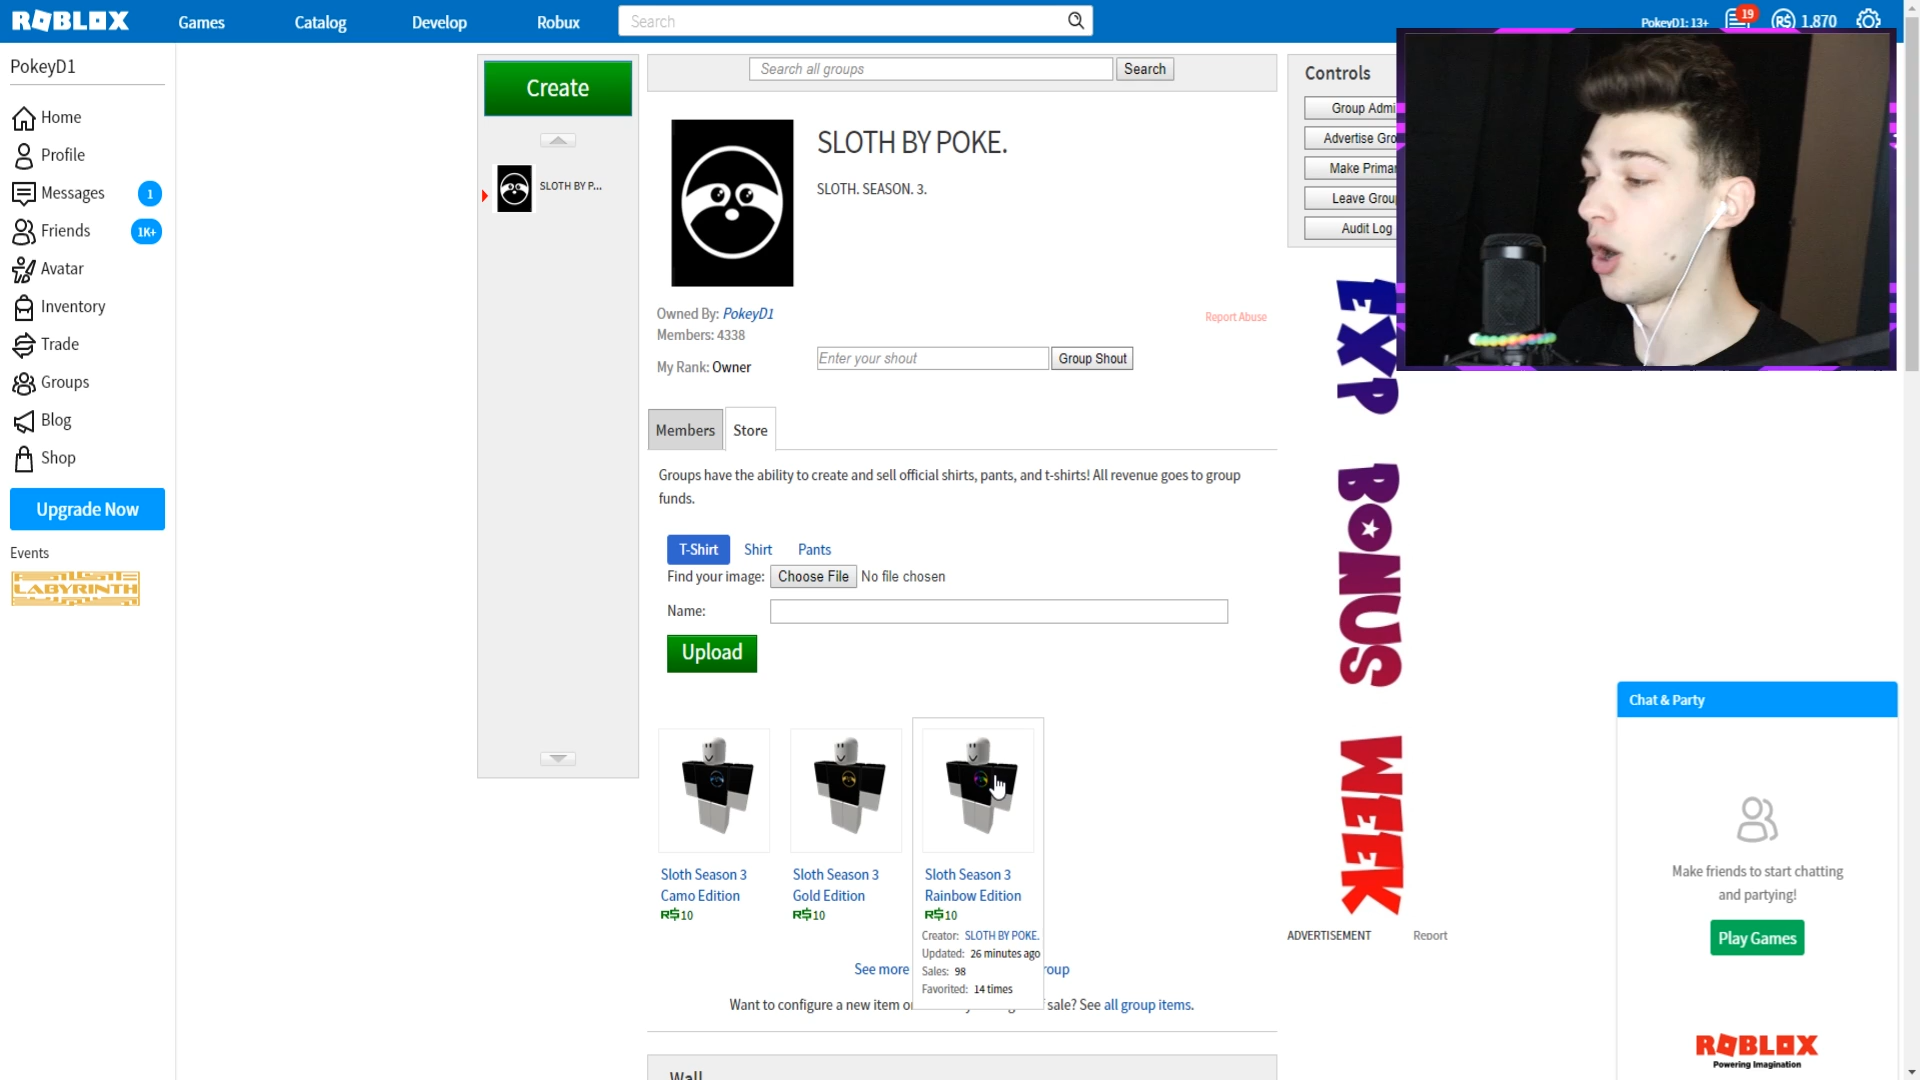 ROBLOX
Games
Catalog
Develop
Robux
Search
PokeyD1: 13+
19
R$
1,870
PokeyD1
Home
Profile
Messages
1
Friends
1K+
Avatar
Inventory
Trade
Groups
Blog
Shop
Upgrade Now
Events
LABYRINTH
Create
SLOTH BY P...
Search all groups
Search
SLOTH BY POKE.
SLOTH. SEASON. 3.
Owned By: PokeyD1
Members: 4338
My Rank: Owner
Report Abuse
Enter your shout
Group Shout
Members
Store
Groups have the ability to create and sell official shirts, pants, and t-shirts! All revenue goes to group
funds.
T-Shirt
Shirt
Pants
Find your image:
Choose File
No file chosen
Name:
Upload
Sloth Season 3
Camo Edition
R$10
Sloth Season 3
Gold Edition
R$10
Sloth Season 3
Rainbow Edition
R$10
Creator: SLOTH BY POKE.
Updated: 26 minutes ago
Sales: 98
Favorited: 14 times
See more
roup
Want to configure a new item o
sale? See all group items.
Wall
Controls
Group Admi
Advertise Gro
Make Prima
Leave Grou
Audit Log
EXP
BONUS
WEEK
ADVERTISEMENT
Report
Chat & Party
Make friends to start chatting
and partying!
Play Games
ROBLOX
Powering Imagination